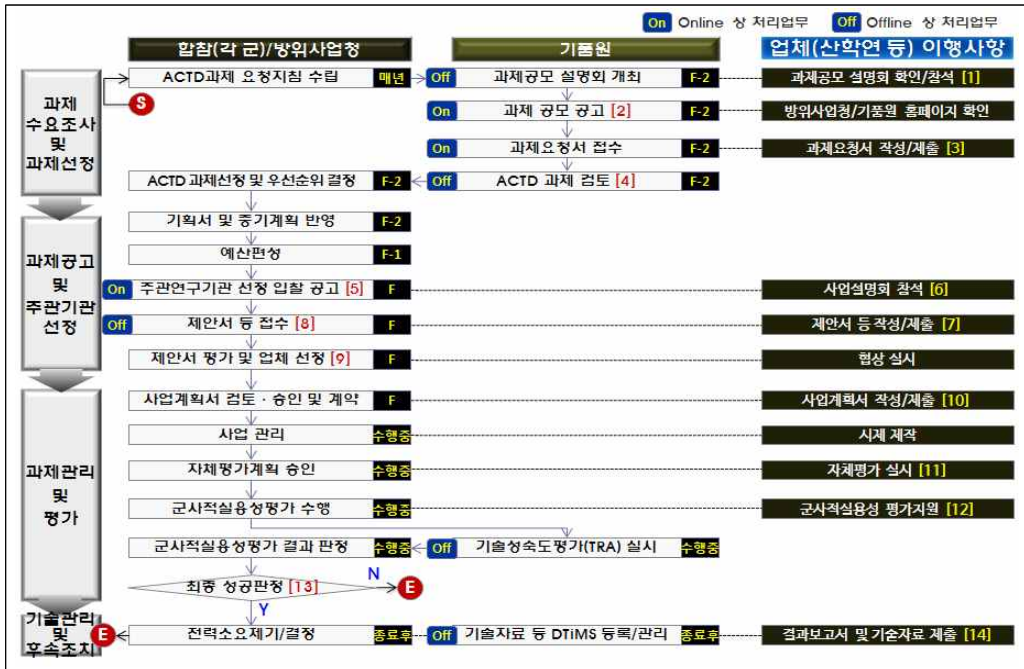 On Online 상 처리업무 Off Offline 상 처리업무
합참(각 군)/방위사업청 기품원 업체(산학연 등) 이행사항
과제
수요조사
및
과제선정
ACTD과제 요청지침 수립 매년 Off 과제공모 설명회 개최 F-2 과제공모 설명회 확인/참석 [1]
S
On 과제 공모 공고 [2] F-2 방위사업청/기품원 홈페이지 확인
On 과제요청서 접수 F-2 과제요청서 작성/제출 [3]
ACTD 과제선정 및 우선순위 결정 F-2 Off ACTD 과제 검토 [4] F-2
과제공고
및
주관기관
선정
기획서 및 중기계획 반영 F-2
예산편성 F-1
On 주관연구기관 선정 입찰 공고 [5] F 사업설명회 참석 [6]
Off 제안서 등 접수 [8] F 제안서 등 작성/제출 [7]
제안서 평가 및 업체 선정 [9] F 협상 실시
과제관리
및
평가
사업계획서 검토·승인 및 계약 F 사업계획서 작성/제출 [10]
사업 관리 수행중 시제 제작
자체평가계획 승인 수행중 자체평가 실시 [11]
군사적실용성평가 수행 수행중 군사적실용성 평가지원 [12]
군사적실용성평가 결과 판정 수행중 Off 기술성숙도평가(TRA) 실시 수행중
최종 성공판정 [13] N E
Y
기술관리
및
후속조치
E 전력소요제기/결정 종료후 Off 기술자료 등 DTiMS 등록/관리 종료후 결과보고서 및 기술자료 제출 [14]